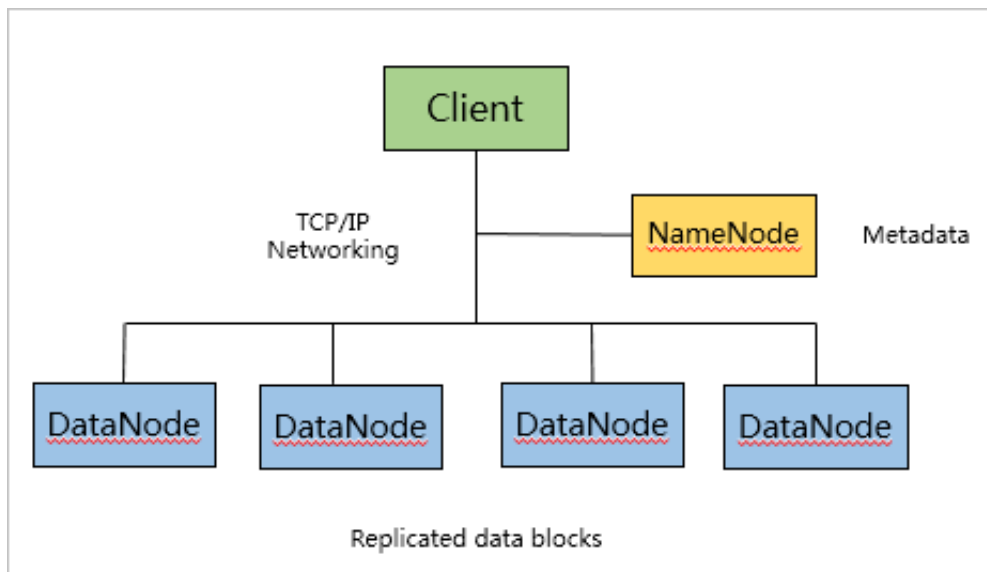 Client
TCP/IP
Networking
NameNode
Metadata
DataNode
DataNode
DataNode
DataNode
Replicated data blocks